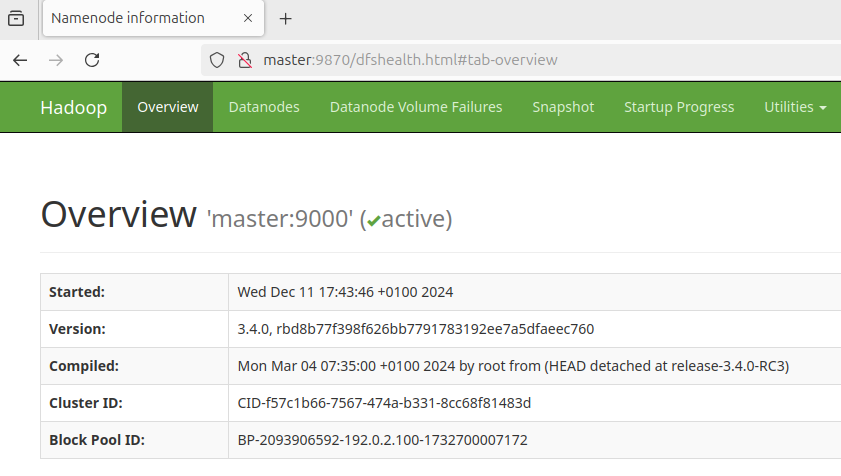 Namenode information
master:9870/dfshealth.html#tab-overview
Hadoop Overview Datanodes Datanode Volume Failures Snapshot Startup Progress Utilities
Overview 'master:9000' (✔active)
Started: Wed Dec 11 17:43:46 +0100 2024
Version: 3.4.0, rbd8b77f398f626bb7791783192ee7a5dfaeec760
Compiled: Mon Mar 04 07:35:00 +0100 2024 by root from (HEAD detached at release-3.4.0-RC3)
Cluster ID: CID-f57c1b66-7567-474a-b331-8cc68f81483d
Block Pool ID: BP-2093906592-192.0.2.100-1732700007172